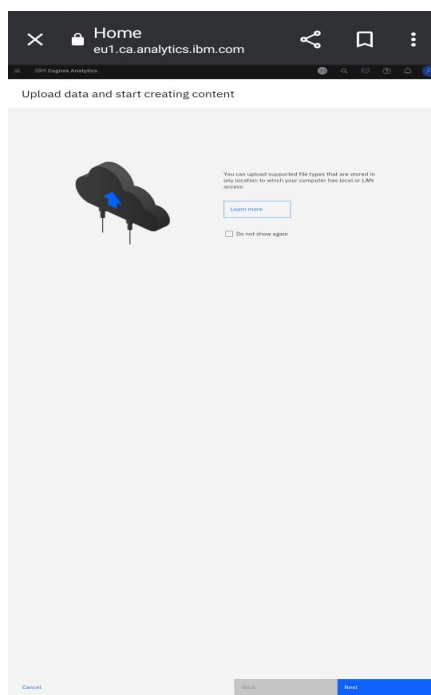 Home
eu1.ca.analytics.ibm.com
IBM Cognos Analytics
Upload data and start creating content
You can upload supported file types that are stored in
any location to which your computer has local or LAN
access.
Learn more
Do not show again
Cancel
Back
Next